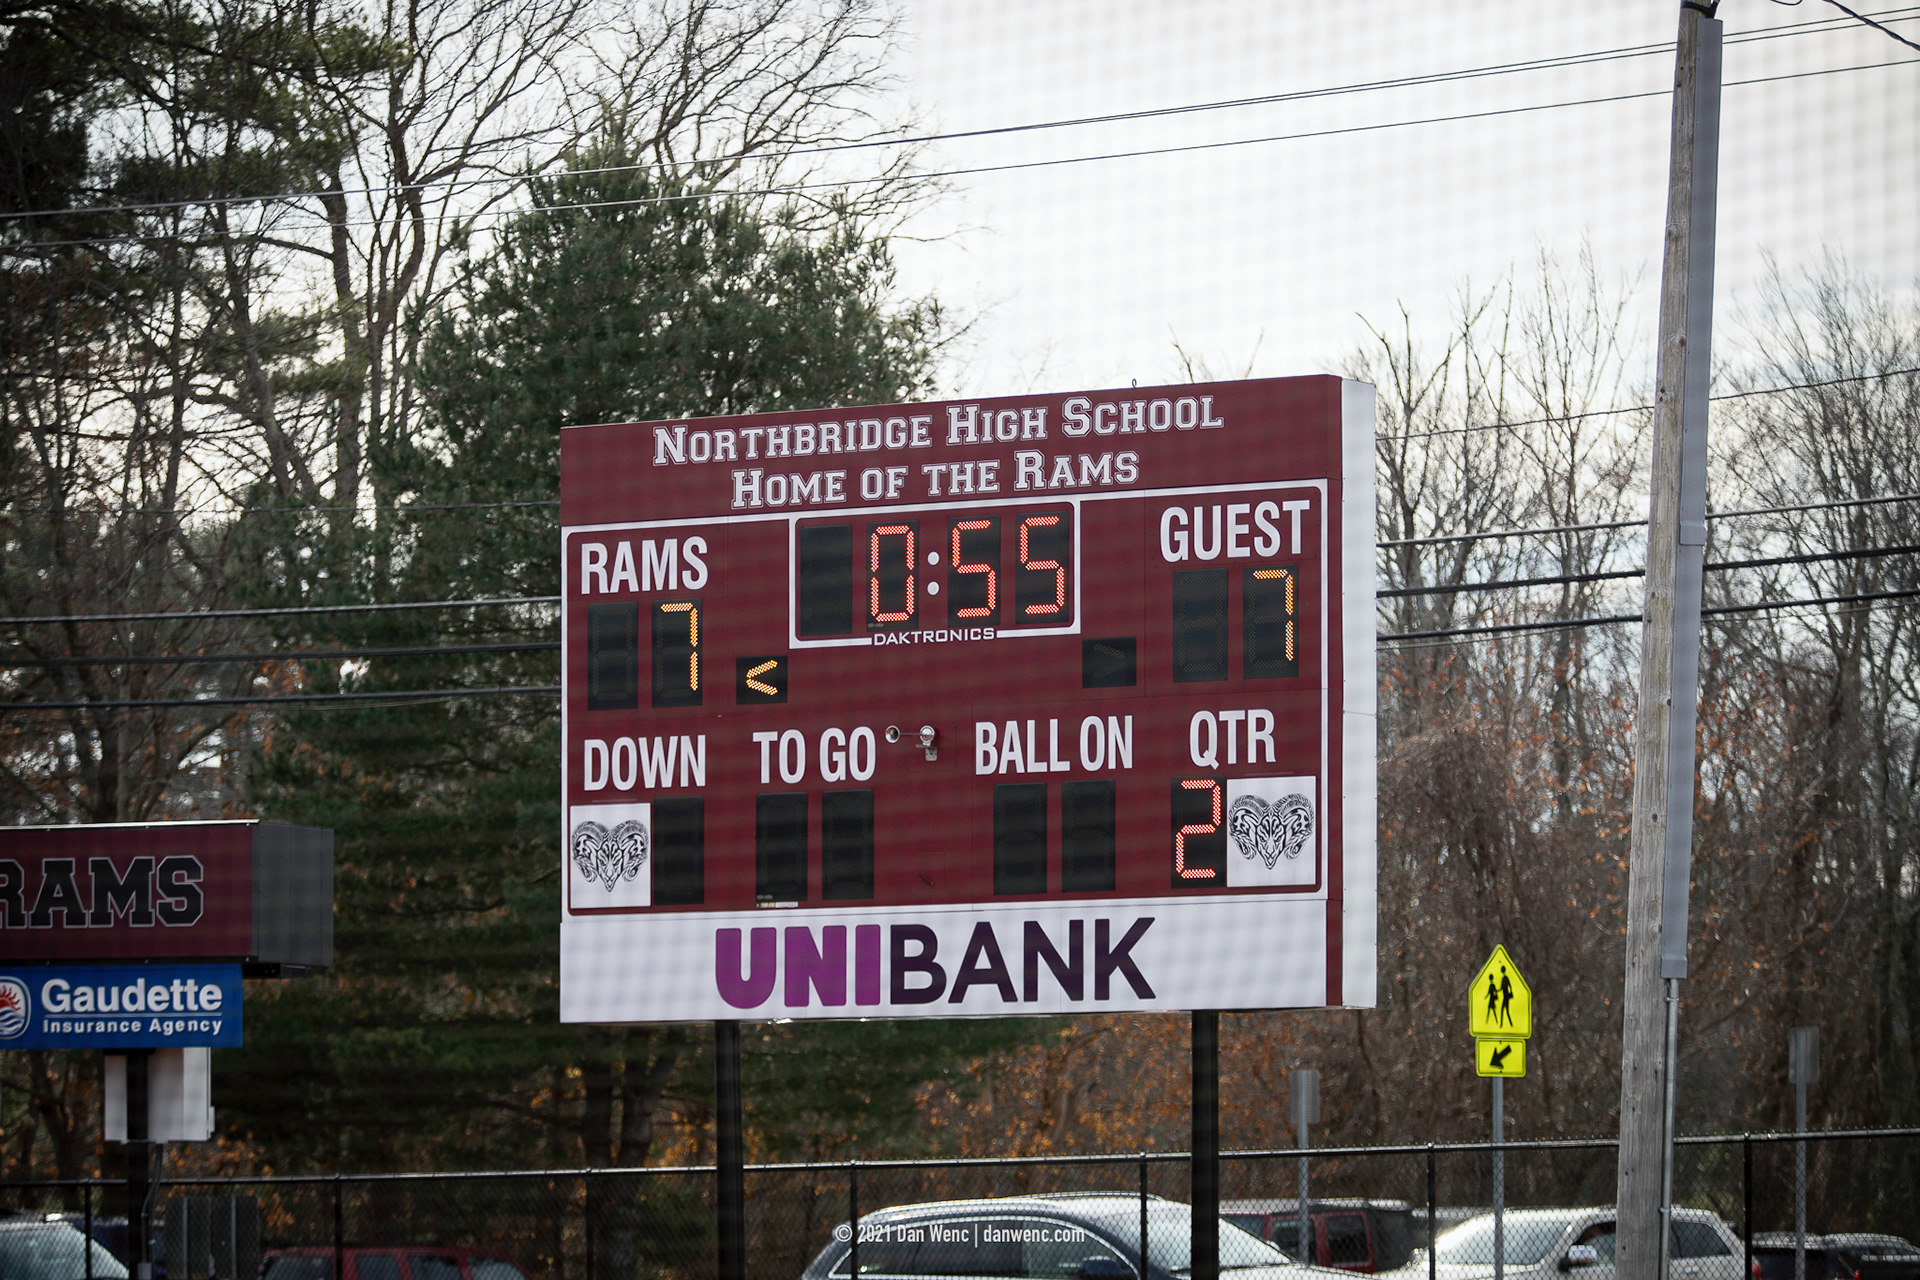 NORTHBRIDGE HIGH SCHOOL
HOME OF THE RAMS
RAMS
0:55
GUEST
7
<
7
DAKTRONICS
DOWN
TO GO
BALL ON
QTR
2
UNIBANK
RAMS
Gaudette
Insurance Agency
© 2021 Dan Wenc | danwenc.com